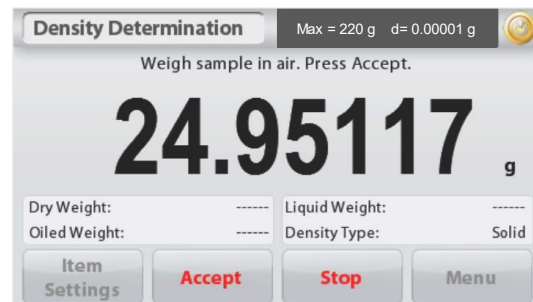 Density Determination Max = 220 g d= 0.00001 g
Weigh sample in air. Press Accept.
24.95117 g
Dry Weight: ------ Liquid Weight: ------
Oiled Weight: ------ Density Type: Solid
Item Settings Accept Stop Menu